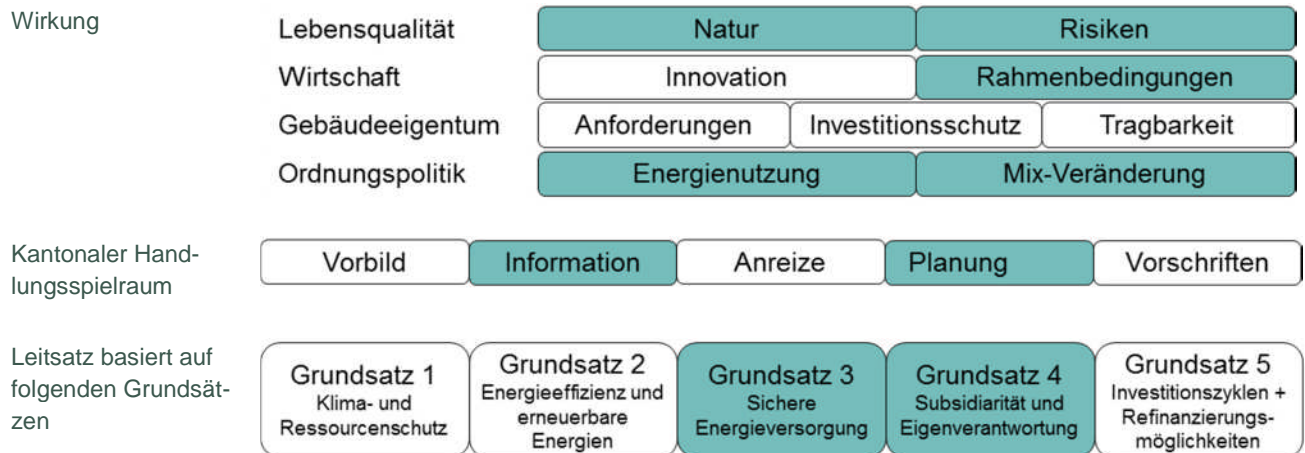 Wirkung
Lebensqualität Natur Risiken
Wirtschaft Innovation Rahmenbedingungen
Gebäudeeigentum Anforderungen Investitionsschutz Tragbarkeit
Ordnungspolitik Energienutzung Mix-Veränderung
Kantonaler Hand-
lungsspielraum
Vorbild Information Anreize Planung Vorschriften
Leitsatz basiert auf
folgenden Grundsät-
zen
Grundsatz 1
Klima- und
Ressourcenschutz
Grundsatz 2
Energieeffizienz und
erneuerbare
Energien
Grundsatz 3
Sichere
Energieversorgung
Grundsatz 4
Subsidiarität und
Eigenverantwortung
Grundsatz 5
Investitionszyklen +
Refinanzierungs-
möglichkeiten